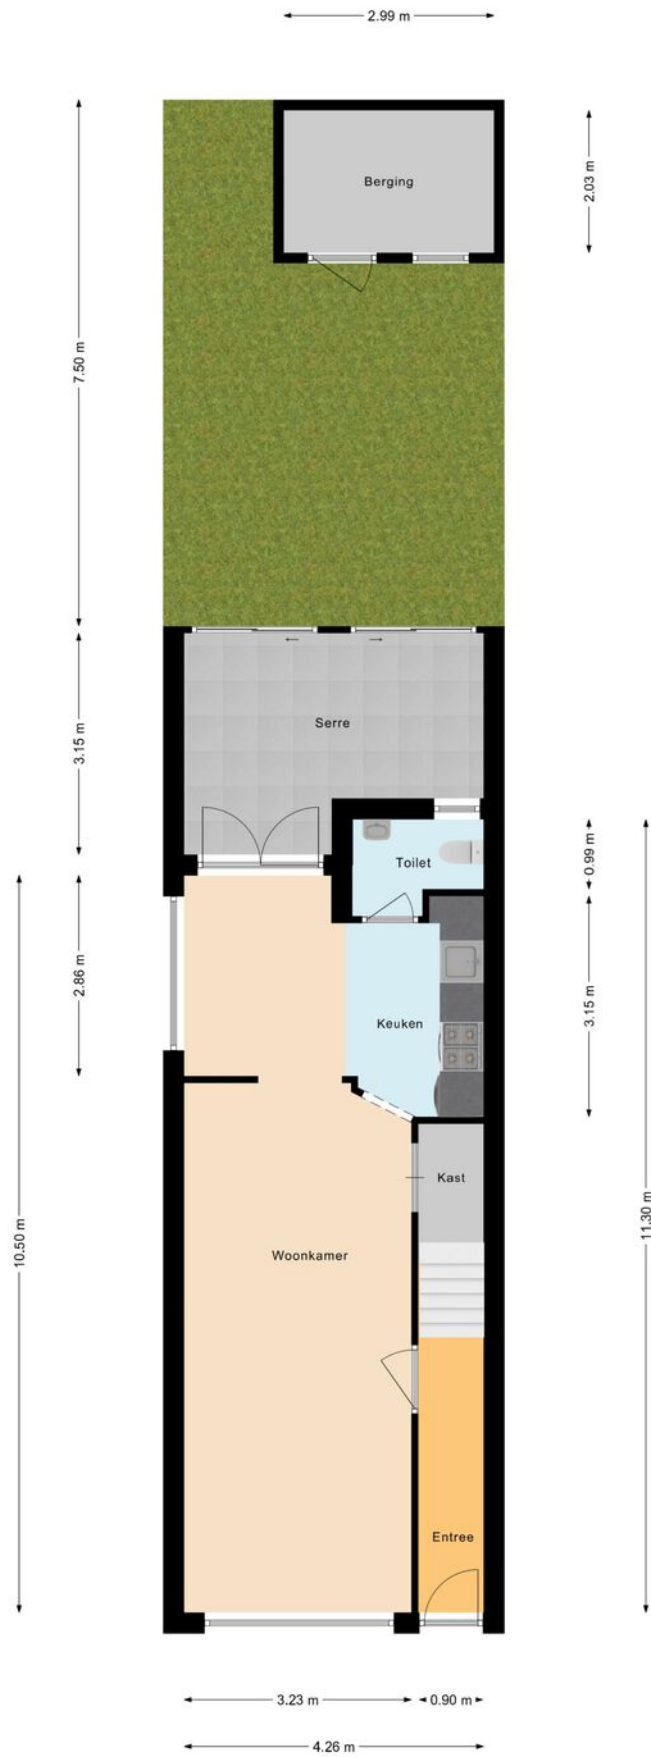 2.99 m
Berging
2.03 m
7.50 m
Serre
3.15 m
Toilet
0.99 m
2.86 m
Keuken
3.15 m
Kast
10.50 m
Woonkamer
11.30 m
Entree
3.23 m
0.90 m
4.26 m